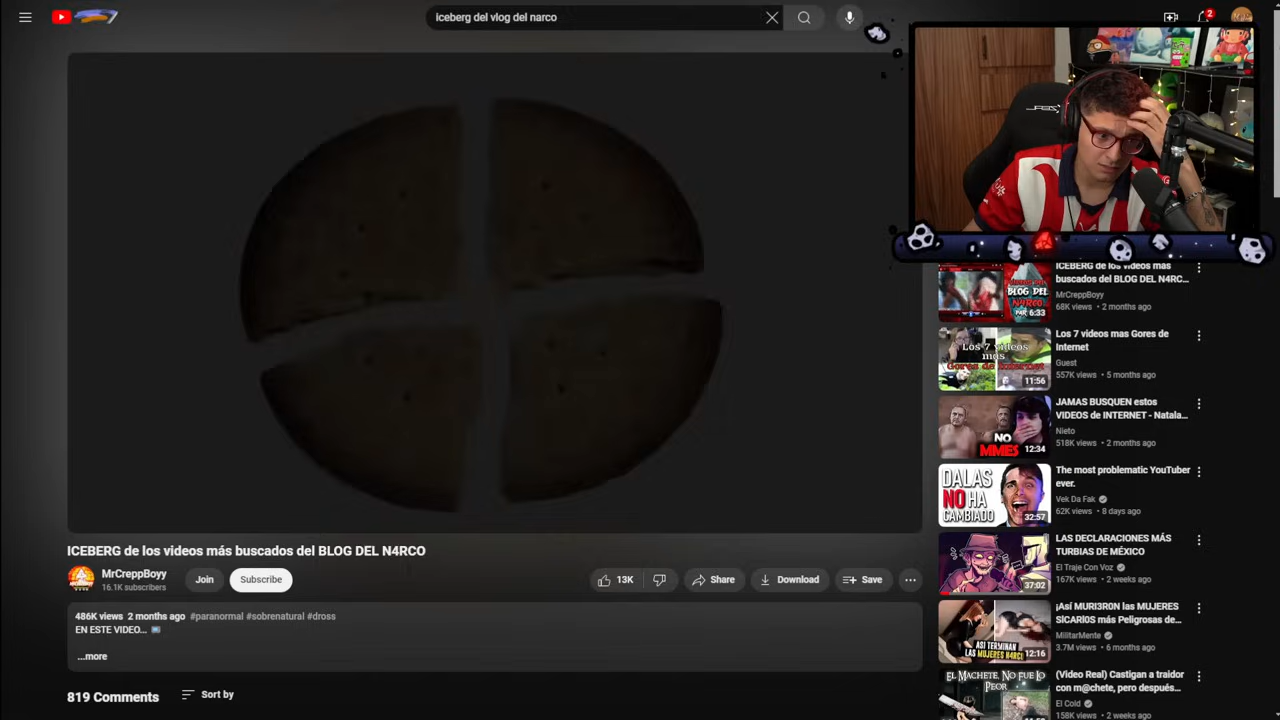 iceberg del vlog del narco
2
ICEBERG de los videos más buscados del BLOG DEL N4RCO
MrCreppBoyy
16.1K subscribers
Join
Subscribe
13K
Share
Download
Save
486K views 2 months ago #paranormal #sobrenatural #dross
EN ESTE VIDEO...
...more
819 Comments
Sort by
BLOG DEL
N4RCO
6:33
ICEBERG de los videos más
buscados del BLOG DEL N4RC...
MrCreppBoyy
68K views • 2 months ago
Los 7 videos
mas
Gores de
Internet
11:56
Los 7 videos mas Gores de
Internet
Guest
557K views • 5 months ago
NO
MMES
12:34
JAMAS BUSQUEN estos
VIDEOS de INTERNET - Natala...
Nieto
518K views • 2 months ago
DALAS
NO HA
CAMBIADO
32:57
The most problematic YouTuber
ever.
Vek Da Fak
62K views • 8 days ago
37:02
LAS DECLARACIONES MÁS
TURBIAS DE MÉXICO
El Traje Con Voz
167K views • 2 weeks ago
ASI TERMINAN
LAS MUJERES N4RCO
12:16
¡Así MURI3R0N las MUJERES
SÍCARÍ0S más Peligrosas de...
MilitarMente
3.7M views • 6 months ago
EL MACHETE, NO FUE LO
PEOR
(Video Real) Castigan a traidor
con m@chete, pero después...
El Cold
158K views • 2 weeks ago